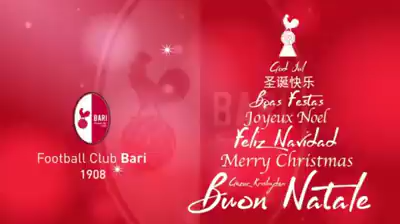 BARI
Football Club Bari
1908
God Jul
圣诞快乐
Boas Festas
Joyeux Noel
Feliz Navidad
Merry Christmas
Buon Natale